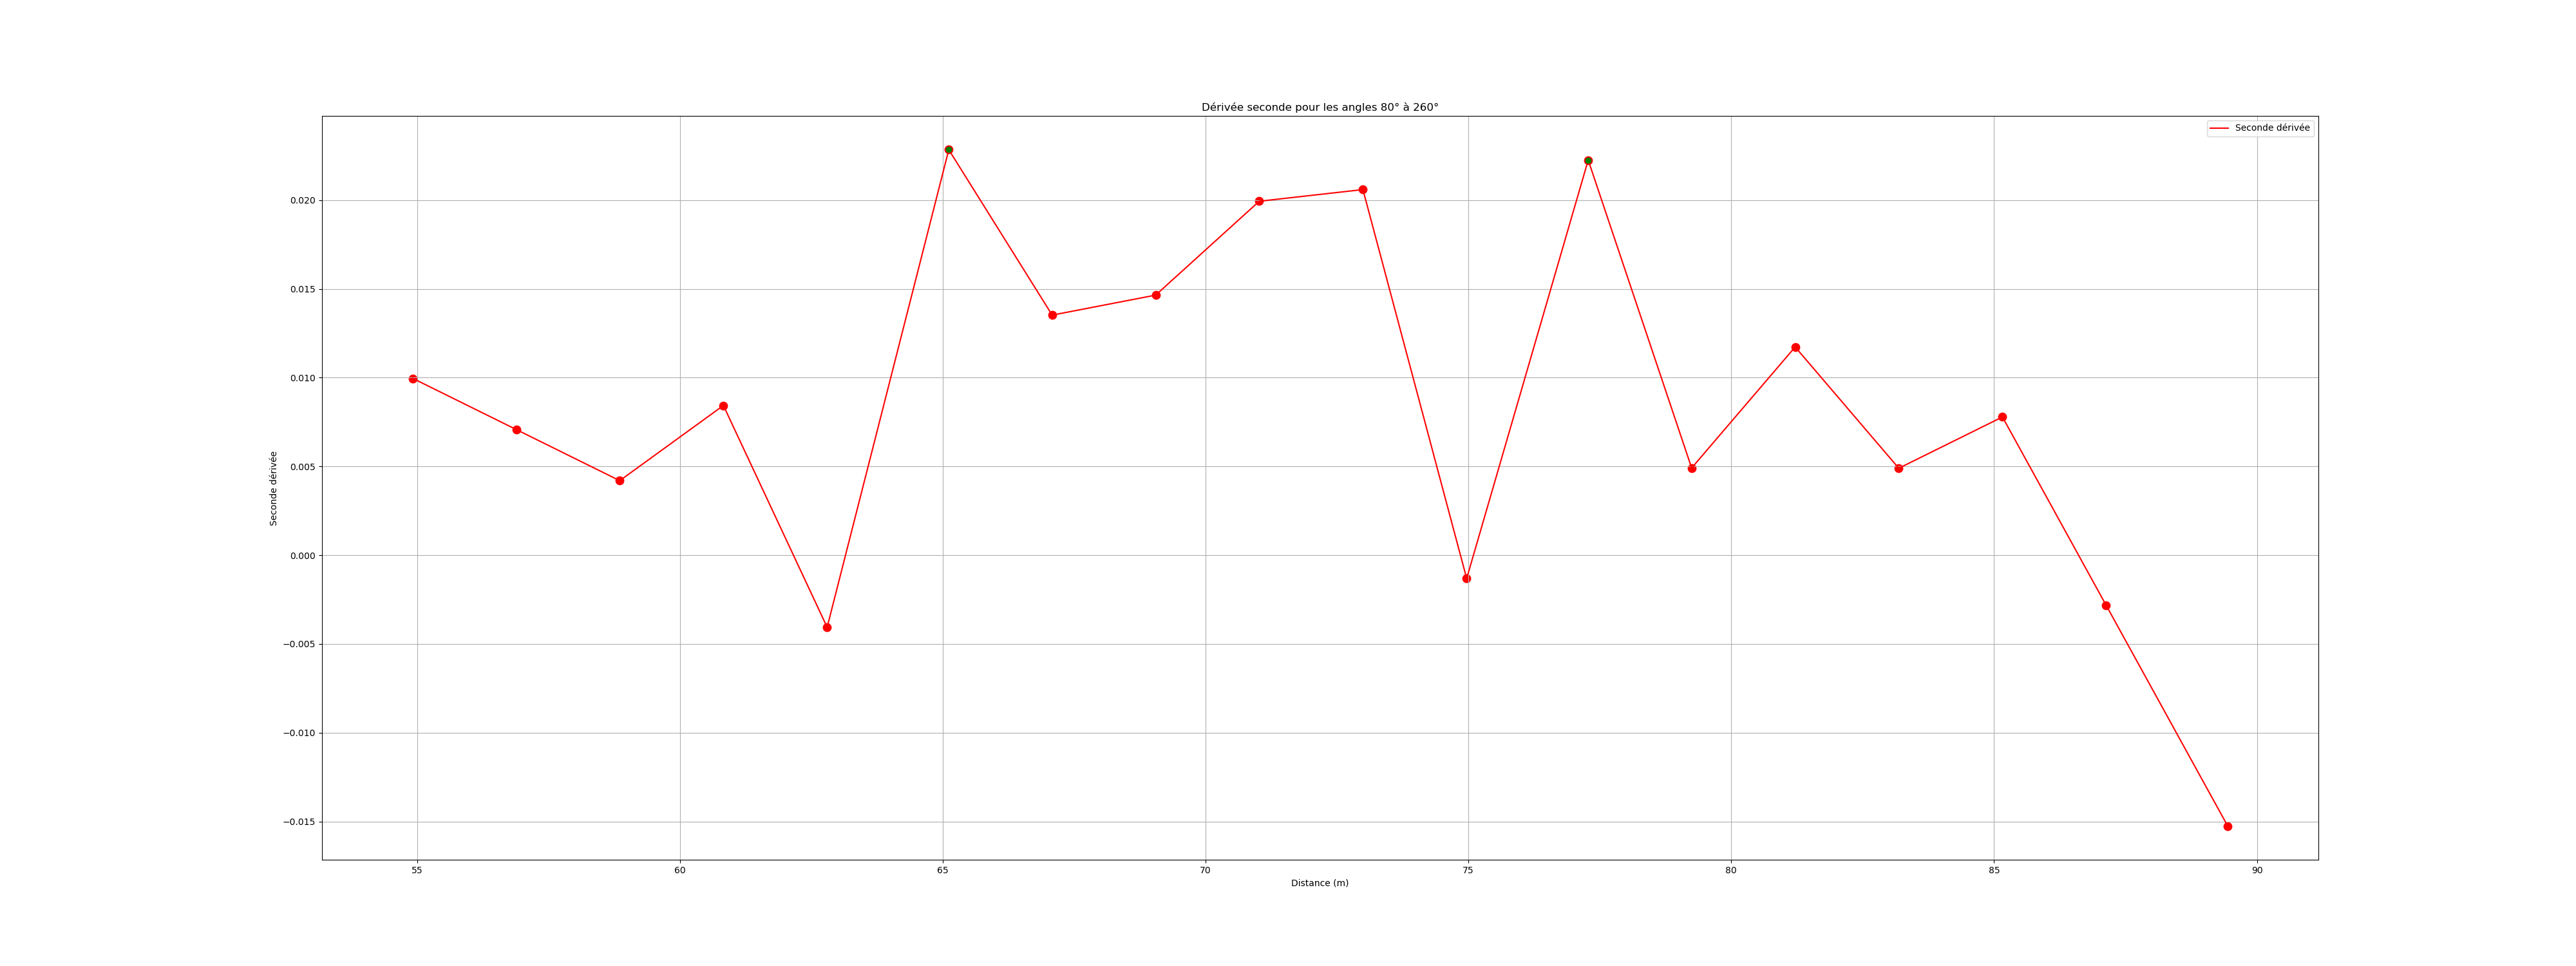 Dérivée seconde pour les angles 80° à 260°
Seconde dérivée
0.020
0.015
0.010
0.005
0.000
−0.005
−0.010
−0.015
Seconde dérivée
55 60 65 70 75 80 85 90
Distance (m)